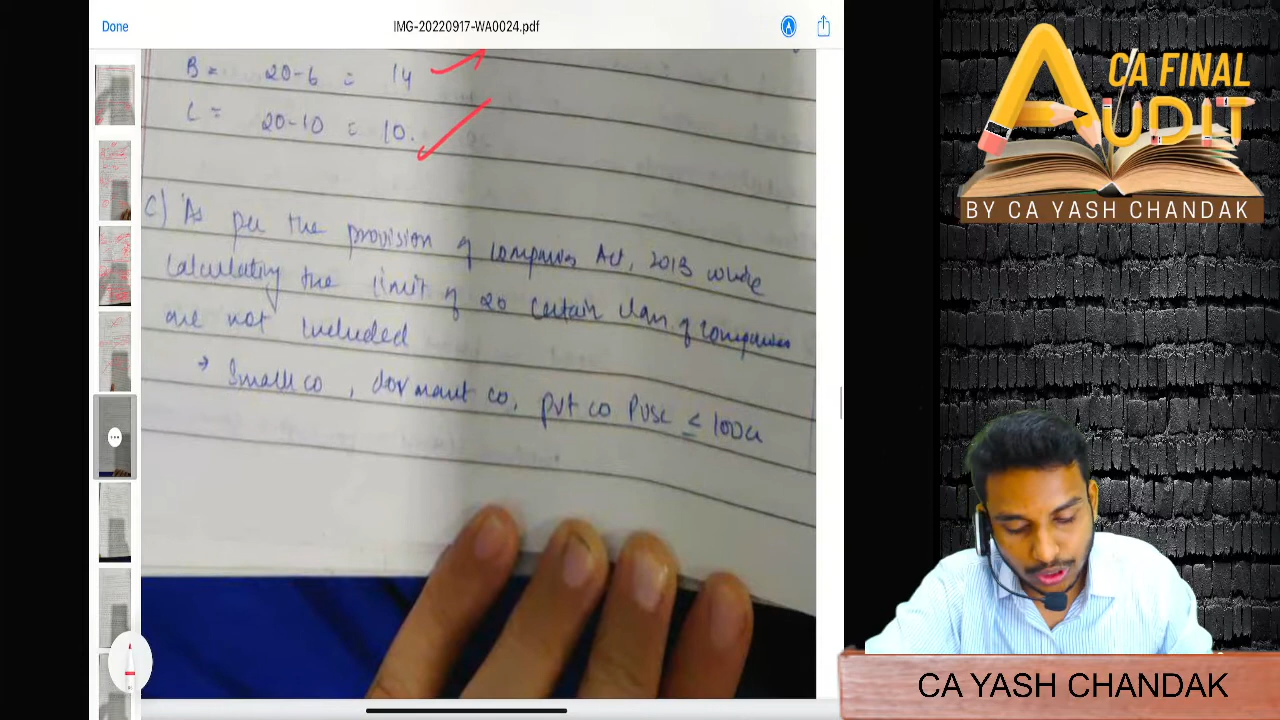 Done
IMG-20220917-WA0024.pdf
B = 20-6 = 14
C = 20-10 = 10.
C) As per the provision of companies Act, 2013 while
calculating the limit of 20 certain class of companies
are not included
→ Small co, dormant co, pvt co PUSC ≤ 100cr
CA FINAL
AUDIT
BY CA YASH CHANDAK
CA YASH CHANDAK